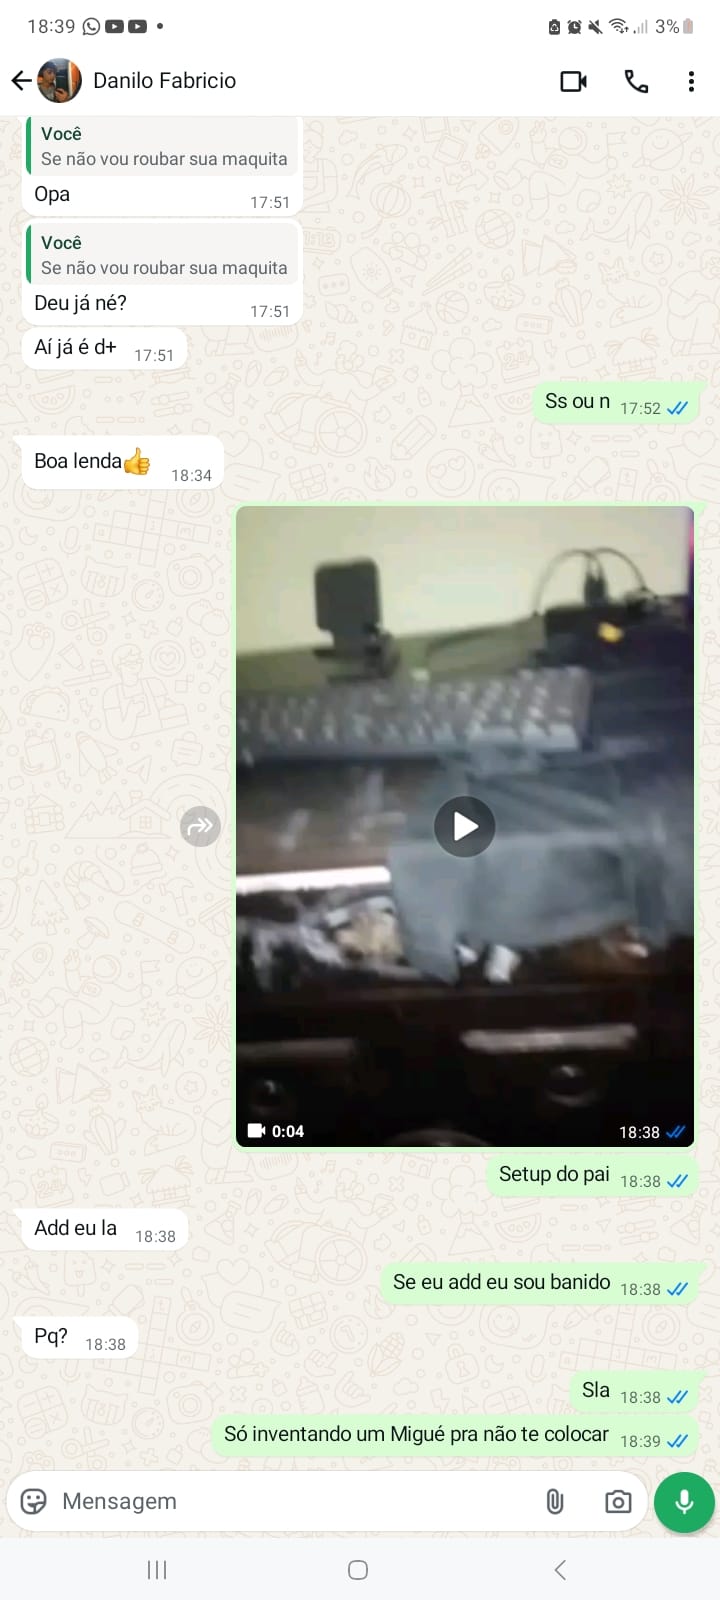 18:39
3%
Danilo Fabricio
Você
Se não vou roubar sua maquita
Opa 17:51
Você
Se não vou roubar sua maquita
Deu já né? 17:51
Aí já é d+ 17:51
Ss ou n 17:52
Boa lenda👍 18:34
0:04 18:38
Setup do pai 18:38
Add eu la 18:38
Se eu add eu sou banido 18:38
Pq? 18:38
Sla 18:38
Só inventando um Migué pra não te colocar 18:39
Mensagem